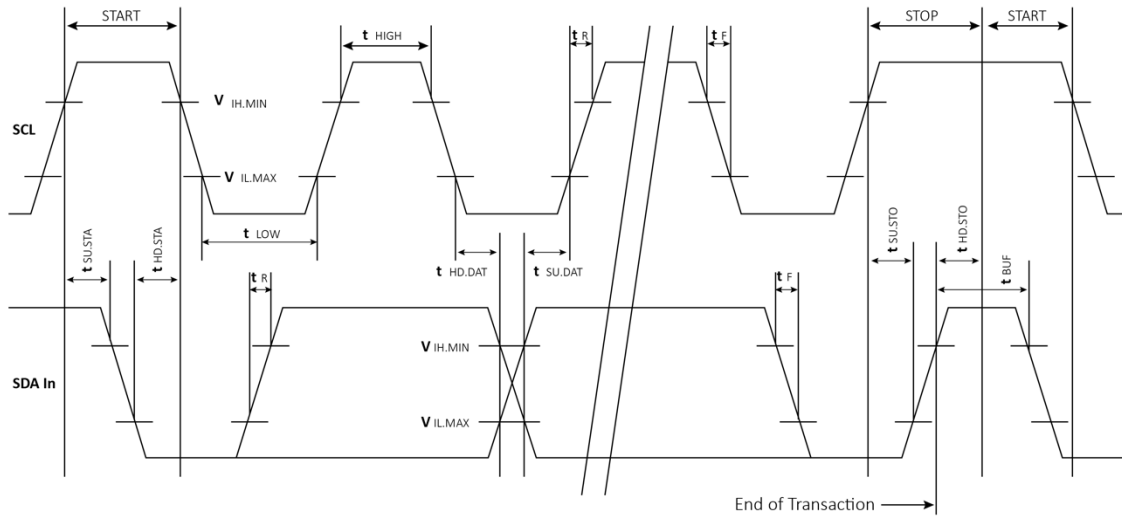 START
STOP
START
t HIGH
t R
t F
V IH.MIN
SCL
V IL.MAX
t LOW
t SU.STA
t HD.STA
t HD.DAT
t SU.DAT
t SU.STO
t HD.STO
t BUF
t R
t F
V IH.MIN
SDA In
V IL.MAX
End of Transaction